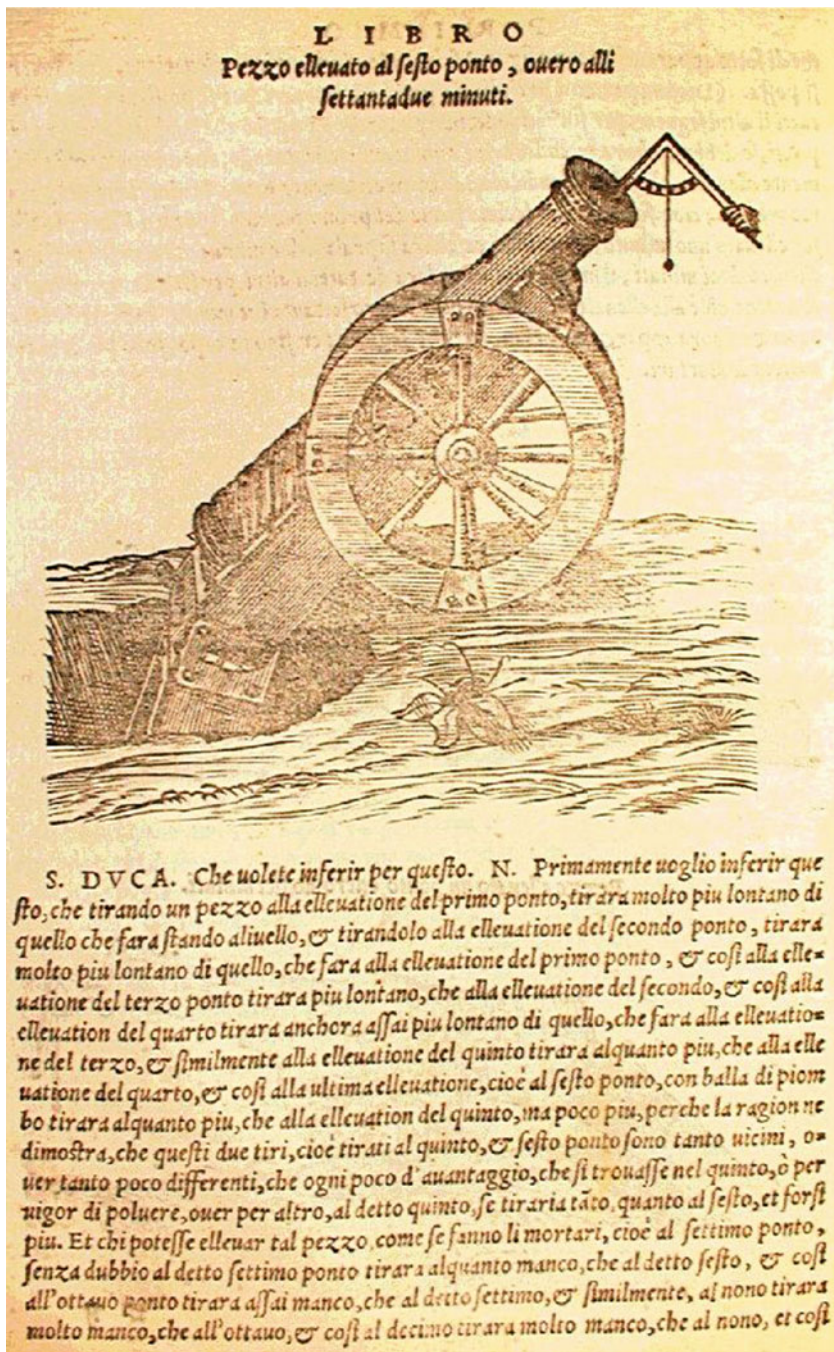 L I B R O
Pezzo elleuato al sesto ponto, ouero alli
settantadue minuti.
S. DVCA. Che uolete inferir per questo. N. Primamente uoglio inferir que
sto, che tirando un pezzo alla elleuatione del primo ponto, tirara molto piu lontano di
quello che fara stando aliuello, & tirandolo alla elleuatione del secondo ponto, tirara
molto piu lontano di quello, che fara alla elleuatione del primo ponto, & cosi alla elle=
uatione del terzo ponto tirara piu lontano, che alla elleuatione del secondo, & cosi alla
elleuation del quarto tirara anchora assai piu lontano di quello, che fara alla elleuatio=
ne del terzo, & similmente alla elleuatione del quinto tirara alquanto piu, che alla elle
uatione del quarto, & cosi alla ultima elleuatione, cioè al sesto ponto, con balla di piom
bo tirara alquanto piu, che alla elleuation del quinto, ma poco piu, perche la ragion ne
dimostra, che questi due tiri, cioè tirati al quinto, & sesto ponto sono tanto uicini, o=
uer tanto poco differenti, che ogni poco d'auantaggio, che si trouasse nel quinto, ò per
uigor di poluere, ouer per altro, al detto quinto, se tiraria tãto, quanto al sesto, et forsi
piu. Et chi potesse elleuar tal pezzo, come se fanno li mortari, cioè al settimo ponto,
senza dubbio al detto settimo ponto tirara alquanto manco, che al detto sesto, & cosi
all'ottauo ponto tirara assai manco, che al detto settimo, & similmente, al nono tirara
molto manco, che all'ottauo, & cosi al decimo tirara molto manco, che al nono, et cosi